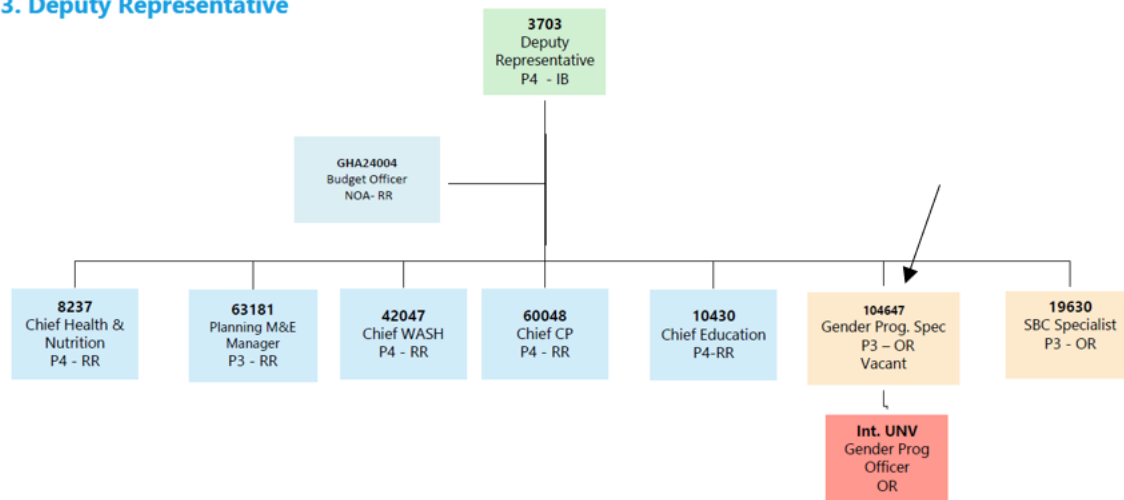 3. Deputy Representative
3703
Deputy
Representative
P4 - IB
GHA24004
Budget Officer
NOA- RR
8237
Chief Health &
Nutrition
P4 - RR
63181
Planning M&E
Manager
P3 - RR
42047
Chief WASH
P4 - RR
60048
Chief CP
P4 - RR
10430
Chief Education
P4-RR
104647
Gender Prog. Spec
P3 – OR
Vacant
19630
SBC Specialist
P3 - OR
Int. UNV
Gender Prog
Officer
OR